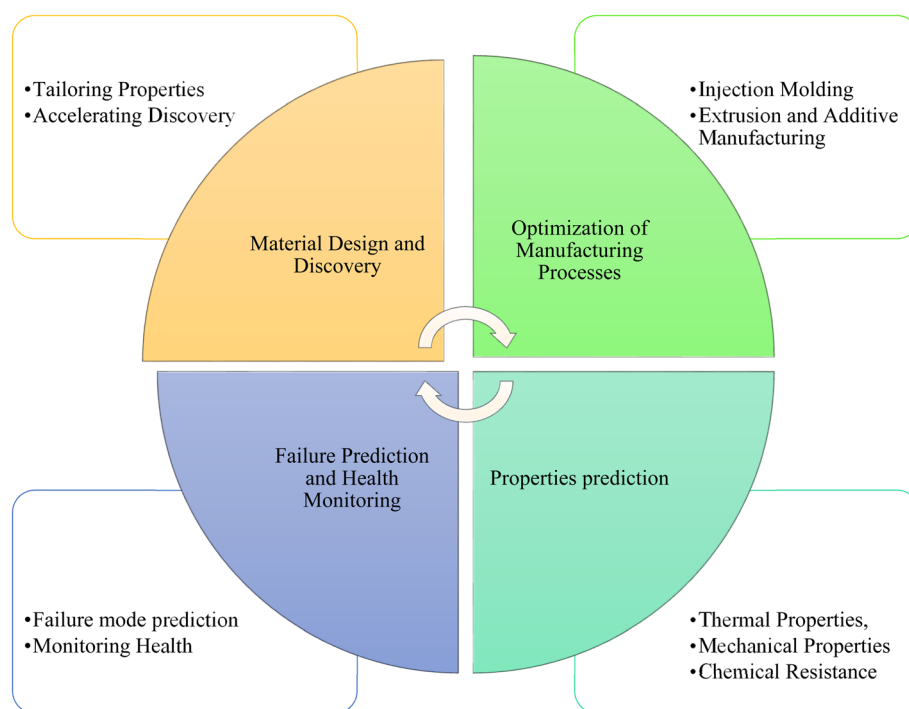 •Tailoring Properties
•Accelerating Discovery
•Injection Molding
•Extrusion and Additive
Manufacturing
Material Design and
Discovery
Optimization of
Manufacturing
Processes
Failure Prediction
and Health
Monitoring
Properties prediction
•Failure mode prediction
•Monitoring Health
•Thermal Properties,
•Mechanical Properties
•Chemical Resistance